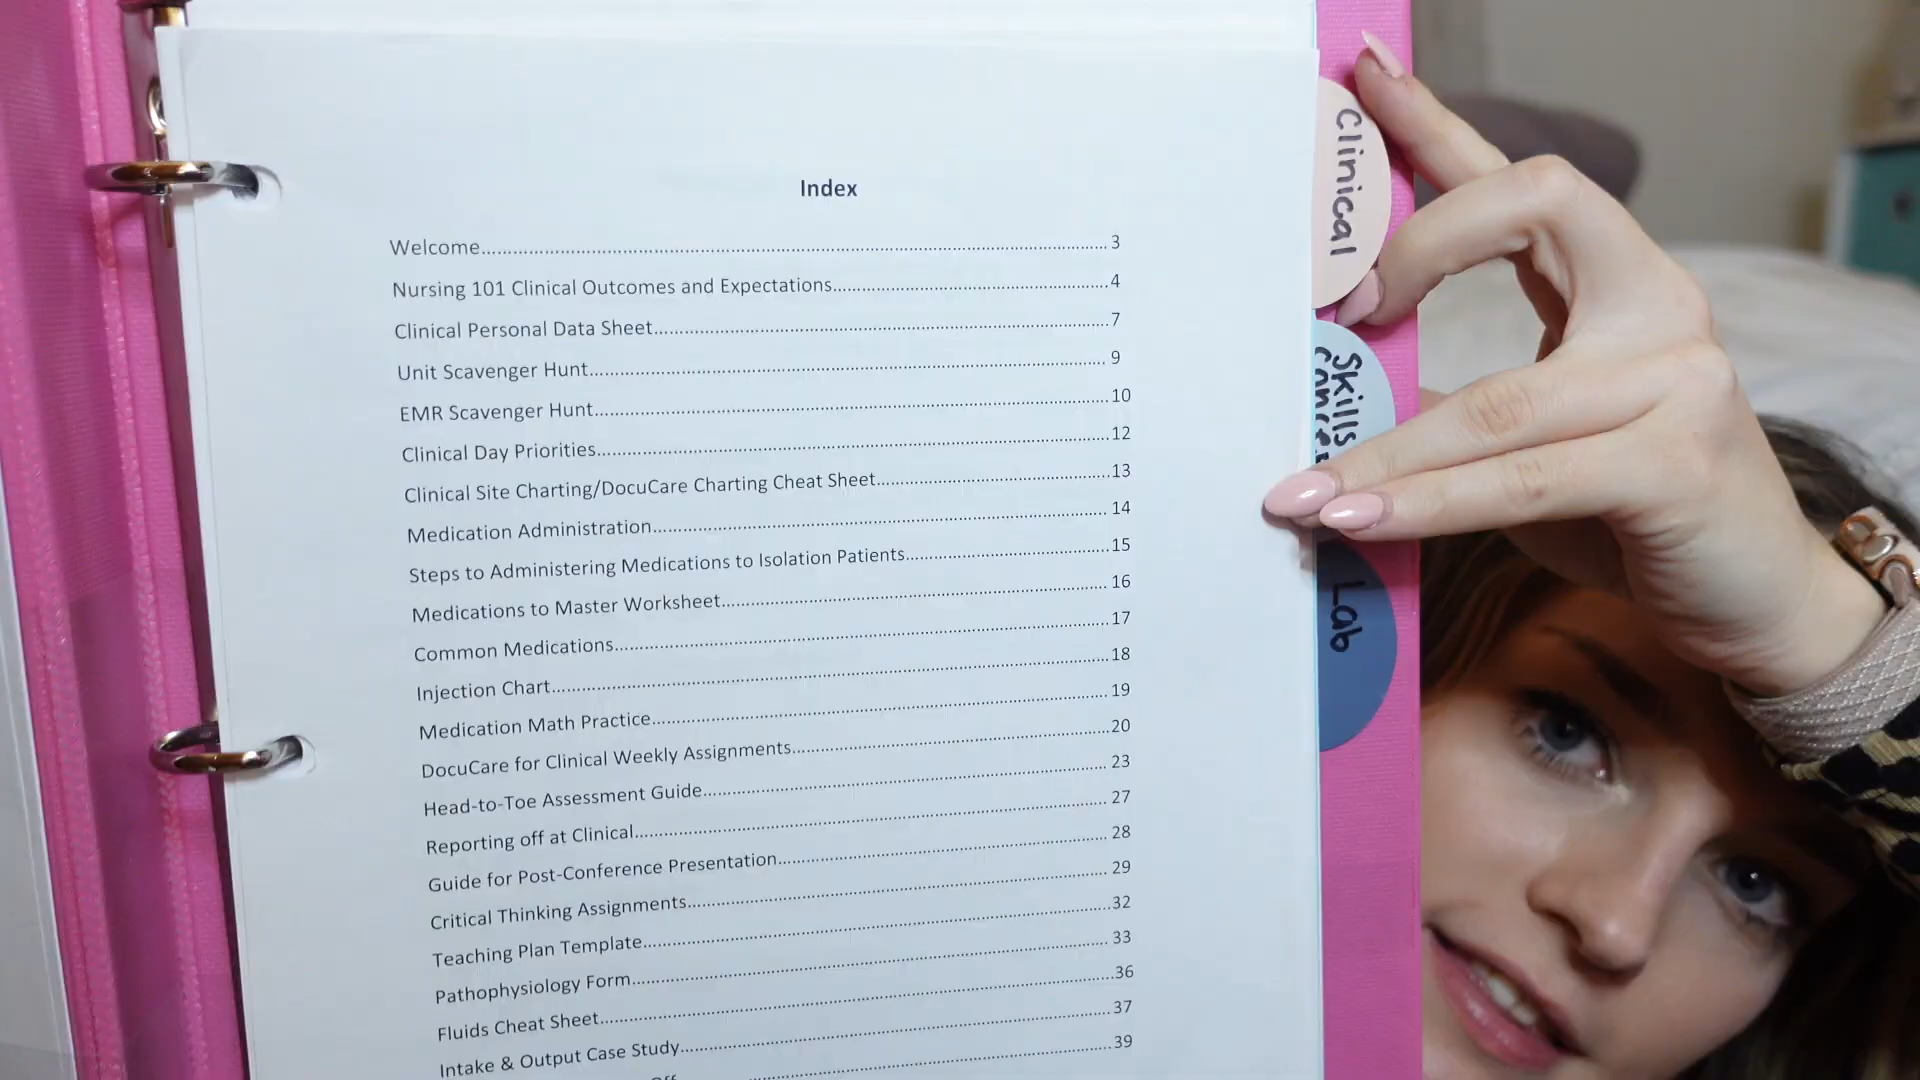 Index
Welcome 3
Nursing 101 Clinical Outcomes and Expectations 4
Clinical Personal Data Sheet 7
Unit Scavenger Hunt 9
EMR Scavenger Hunt 10
Clinical Day Priorities 12
Clinical Site Charting/DocuCare Charting Cheat Sheet 13
Medication Administration 14
Steps to Administering Medications to Isolation Patients 15
Medications to Master Worksheet 16
Common Medications 17
Injection Chart 18
Medication Math Practice 19
DocuCare for Clinical Weekly Assignments 20
Head-to-Toe Assessment Guide 23
Reporting off at Clinical 27
Guide for Post-Conference Presentation 28
Critical Thinking Assignments 29
Teaching Plan Template 32
Pathophysiology Form 33
Fluids Cheat Sheet 36
Intake & Output Case Study 37
39
Clinical
Skills
Lab